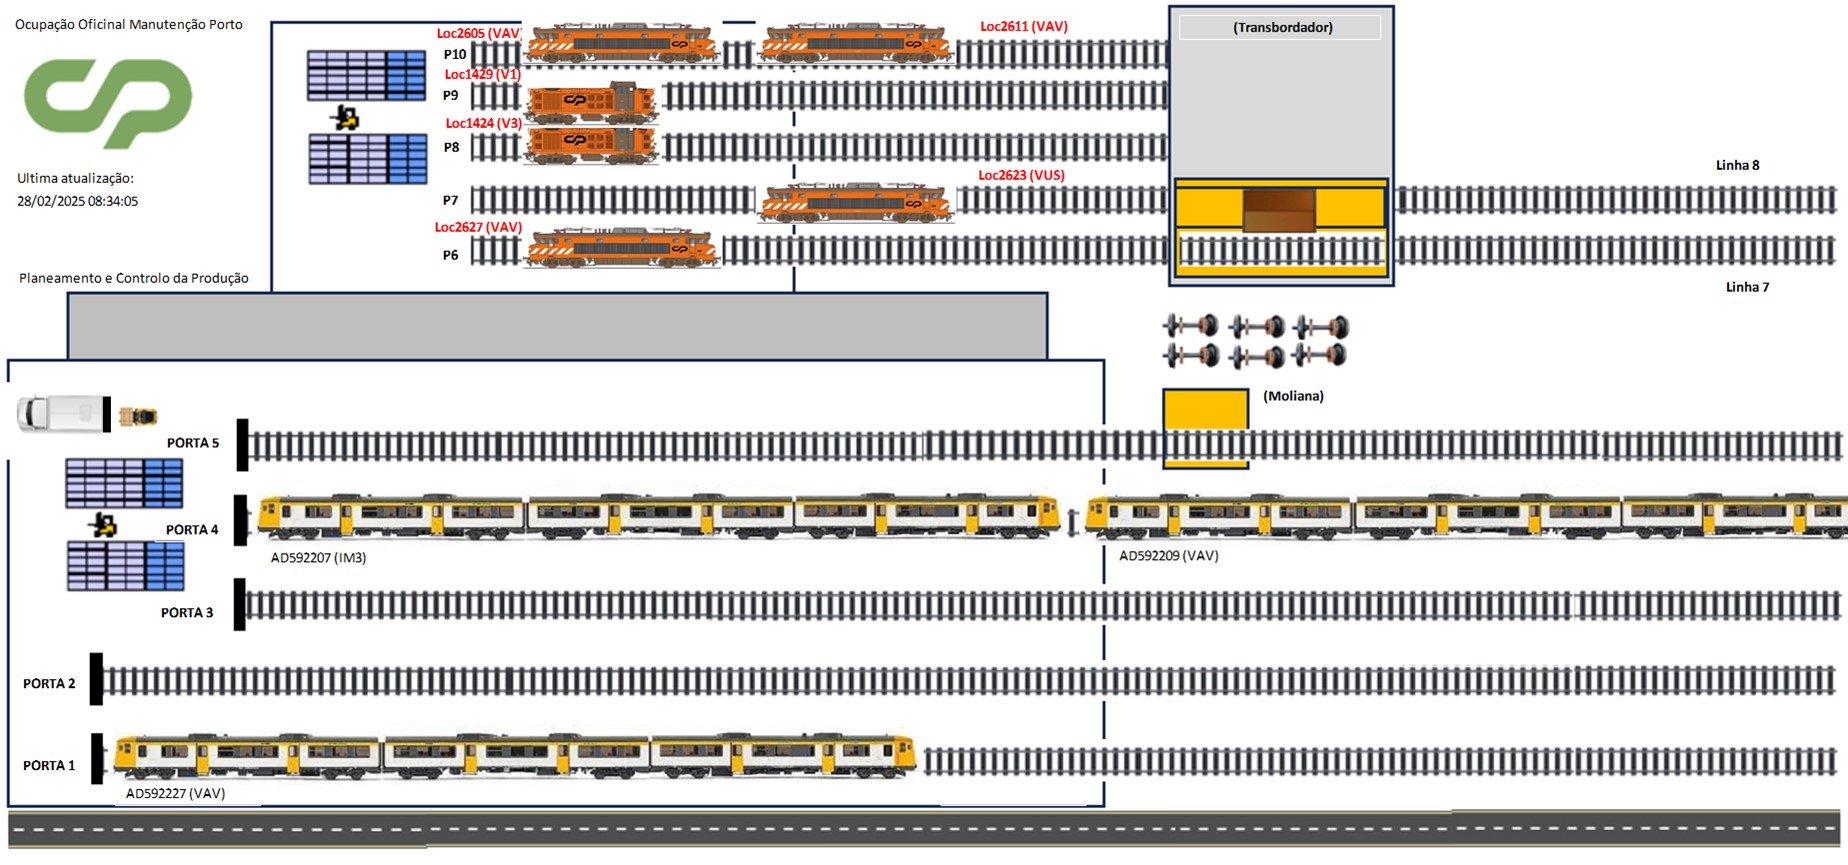 Ocupação Oficinal Manutenção Porto
CP
Ultima atualização:
28/02/2025 08:34:05
Planeamento e Controlo da Produção
Loc2605 (VAV)
Loc2611 (VAV)
P10
Loc1429 (V1)
P9
Loc1424 (V3)
P8
Loc2623 (VUS)
P7
Loc2627 (VAV)
P6
(Transbordador)
Linha 8
Linha 7
(Moliana)
PORTA 5
PORTA 4
AD592207 (IM3)
AD592209 (VAV)
PORTA 3
PORTA 2
PORTA 1
AD592227 (VAV)